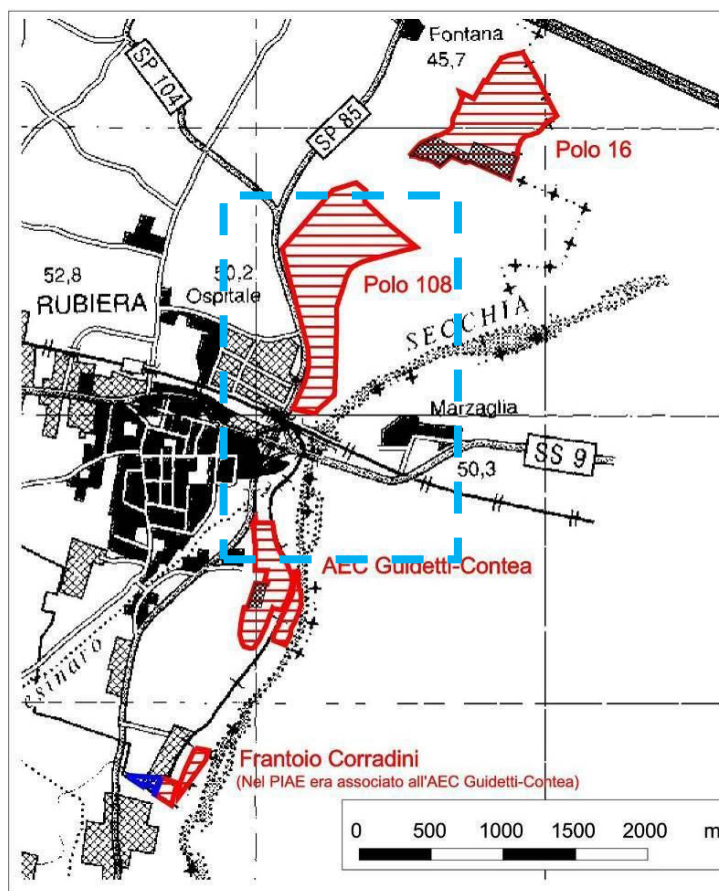 Fontana
45,7
SP 104
SP 85
Polo 16
52,8
RUBIERA
50,2
Ospitale
Polo 108
SECCHIA
Marzaglia
50,3
SS 9
AEC Guidetti-Contea
Frantoio Corradini
(Nel PIAE era associato all'AEC Guidetti-Contea)
0 500 1000 1500 2000 m